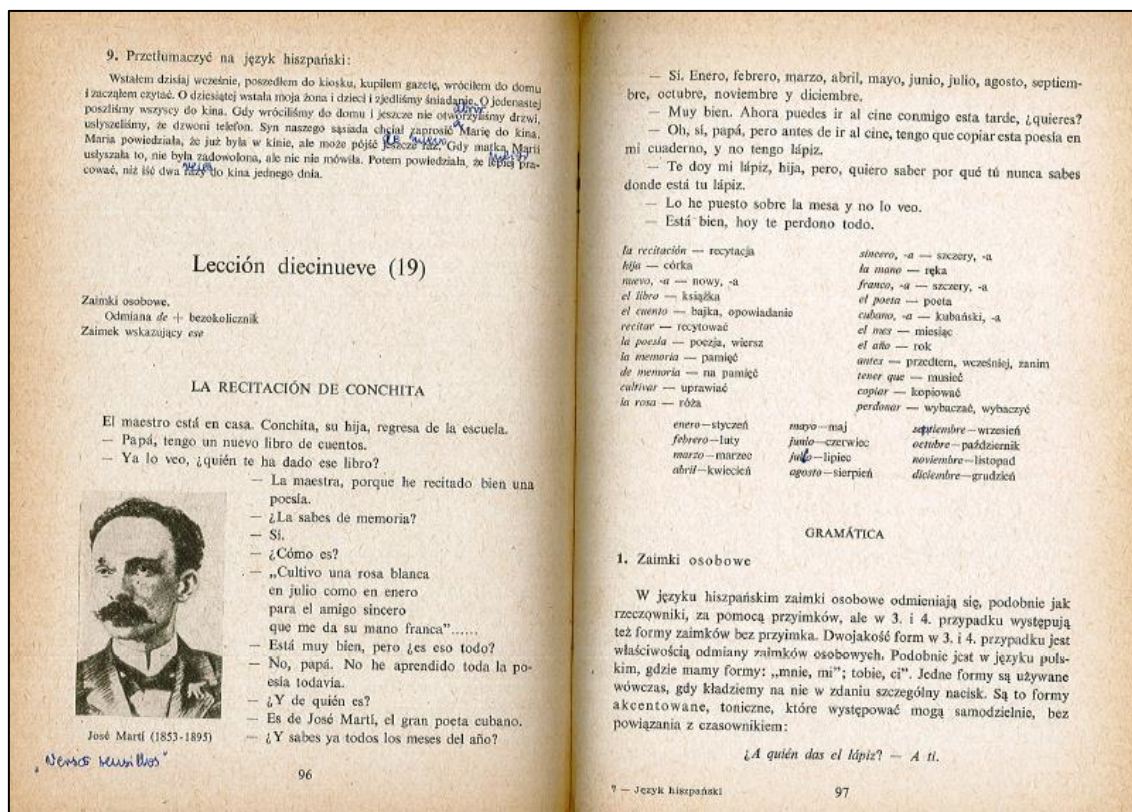 9. Przetłumaczyć na język hiszpański:
Wstałem dzisiaj wcześnie, poszedłem do kiosku, kupiłem gazetę, wróciłem do domu
i zacząłem czytać. O dziesiątej wstała moja żona i dzieci i zjedliśmy śniadanie. O jedenastej
poszliśmy wszyscy do kina. Gdy wróciliśmy do domu i jeszcze nie otworzyliśmy drzwi,
usłyszeliśmy, że dzwoni telefon. Syn naszego sąsiada chciał zaprosić Marię do kina.
a
Maria powiedziała, że już była w kinie, ale może pójść jeszcze raz. Gdy matka Marii
de nuevo
usłyszała to, nie była zadowolona, ale nic nie mówiła. Potem powiedziała, że lepiej pra-
cować, niż iść dwa razy do kina jednego dnia.
veces
Lección diecinueve (19)
Zaimki osobowe.
Odmiana de + bezokolicznik
Zaimek wskazujący ese
LA RECITACIÓN DE CONCHITA
El maestro está en casa. Conchita, su hija, regresa de la escuela.
— Papá, tengo un nuevo libro de cuentos.
— Ya lo veo, ¿quién te ha dado ese libro?
— La maestra, porque he recitado bien una
poesía.
— ¿La sabes de memoria?
— Sí.
— ¿Cómo es?
— „Cultivo una rosa blanca
en julio como en enero
para el amigo sincero
que me da su mano franca”......
— Está muy bien, pero ¿es eso todo?
— No, papá. No he aprendido toda la po-
esía todavía.
— ¿Y de quién es?
— Es de José Martí, el gran poeta cubano.
— ¿Y sabes ya todos los meses del año?
José Martí (1853-1895)
„Versos sensillos”
96
— Sí. Enero, febrero, marzo, abril, mayo, junio, julio, agosto, septiem-
bre, octubre, noviembre y diciembre.
— Muy bien. Ahora puedes ir al cine conmigo esta tarde, ¿quieres?
— Oh, sí, papá, pero antes de ir al cine, tengo que copiar esta poesía en
mi cuaderno, y no tengo lápiz.
— Te doy mi lápiz, hija, pero, quiero saber por qué tú nunca sabes
donde está tu lápiz.
— Lo he puesto sobre la mesa y no lo veo.
— Está bien, hoy te perdono todo.
la recitación — recytacja
hija — córka
nuevo, -a — nowy, -a
el libro — książka
el cuento — bajka, opowiadanie
recitar — recytować
la poesía — poezja, wiersz
la memoria — pamięć
de memoria — na pamięć
cultivar — uprawiać
la rosa — róża
sincero, -a — szczery, -a
la mano — ręka
franco, -a — szczery, -a
el poeta — poeta
cubano, -a — kubański, -a
el mes — miesiąc
el año — rok
antes — przedtem, wcześniej, zanim
tener que — musieć
copiar — kopiować
perdonar — wybaczać, wybaczyć
enero—styczeń
febrero—luty
marzo—marzec
abril—kwiecień
mayo—maj
junio—czerwiec
julio—lipiec
agosto—sierpień
septiembre—wrzesień
octubre—październik
noviembre—listopad
diciembre—grudzień
GRAMÁTICA
1. Zaimki osobowe
W języku hiszpańskim zaimki osobowe odmieniają się, podobnie jak
rzeczowniki, za pomocą przyimków, ale w 3. i 4. przypadku występują
też formy zaimków bez przyimka. Dwojakość form w 3. i 4. przypadku jest
właściwością odmiany zaimków osobowych. Podobnie jest w języku pols-
kim, gdzie mamy formy: „mnie, mi”; tobie, ci”. Jedne formy są używane
wówczas, gdy kładziemy na nie w zdaniu szczególny nacisk. Są to formy
akcentowane, toniczne, które występować mogą samodzielnie, bez
powiązania z czasownikiem:
¿A quién das el lápiz? — A ti.
7 — Język hiszpański
97